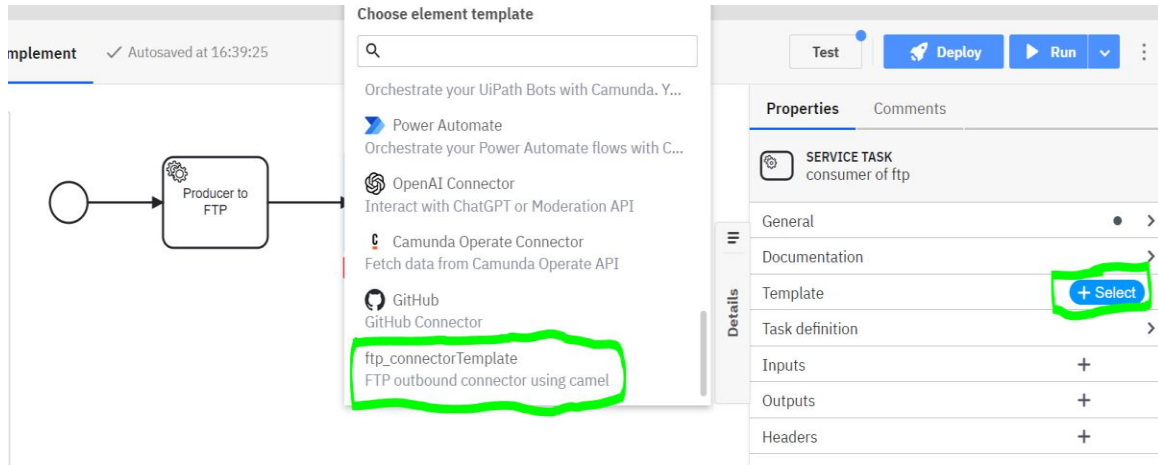 Choose element template
mplement
Autosaved at 16:39:25
Test
Deploy
Run
Orchestrate your UiPath Bots with Camunda. Y...
Power Automate
Orchestrate your Power Automate flows with C...
OpenAI Connector
Interact with ChatGPT or Moderation API
Camunda Operate Connector
Fetch data from Camunda Operate API
GitHub
GitHub Connector
ftp_connectorTemplate
FTP outbound connector using camel
Producer to
FTP
Details
Properties
Comments
SERVICE TASK
consumer of ftp
General
Documentation
Template
+ Select
Task definition
Inputs
Outputs
Headers